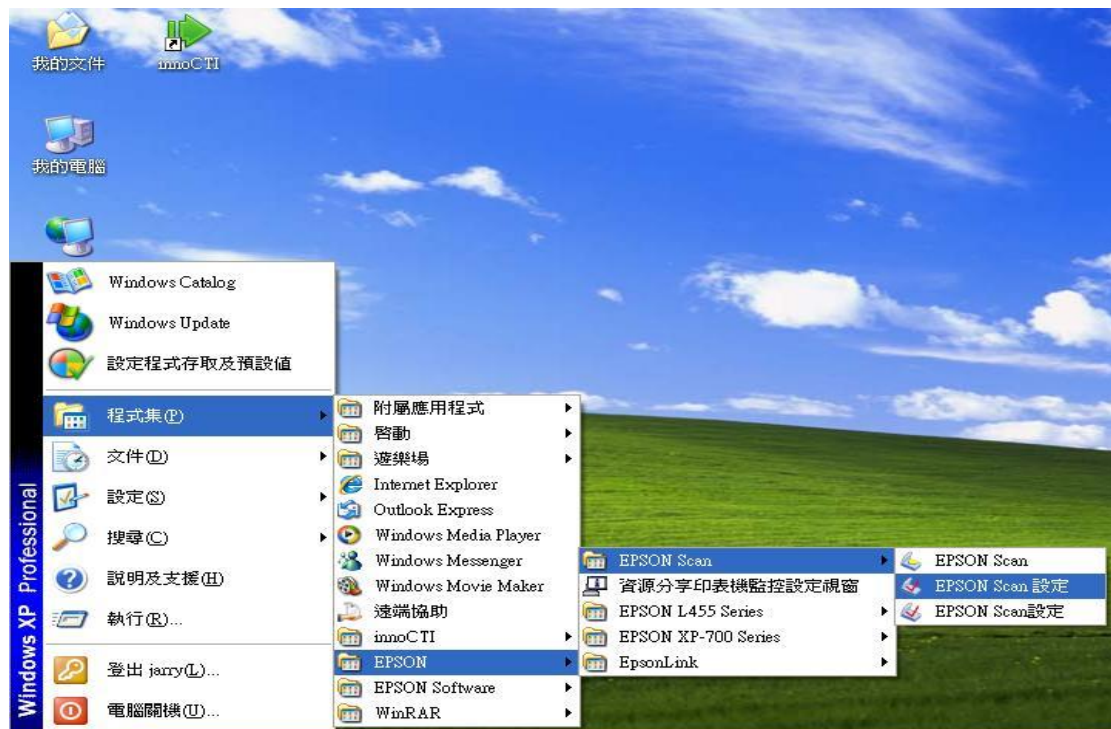 我的文件
innoCTI
我的電腦
Windows Catalog
Windows Update
設定程式存取及預設値
程式集(P)
文件(D)
設定(S)
搜尋(C)
說明及支援(H)
執行(R)...
登出 jarry(L)...
電腦關機(U)...
Windows XP Professional
附屬應用程式
啓動
遊樂場
Internet Explorer
Outlook Express
Windows Media Player
Windows Messenger
Windows Movie Maker
遠端協助
innoCTI
EPSON
EPSON Software
WinRAR
EPSON Scan
資源分享印表機監控設定視窗
EPSON L455 Series
EPSON XP-700 Series
EpsonLink
EPSON Scan
EPSON Scan 設定
EPSON Scan設定